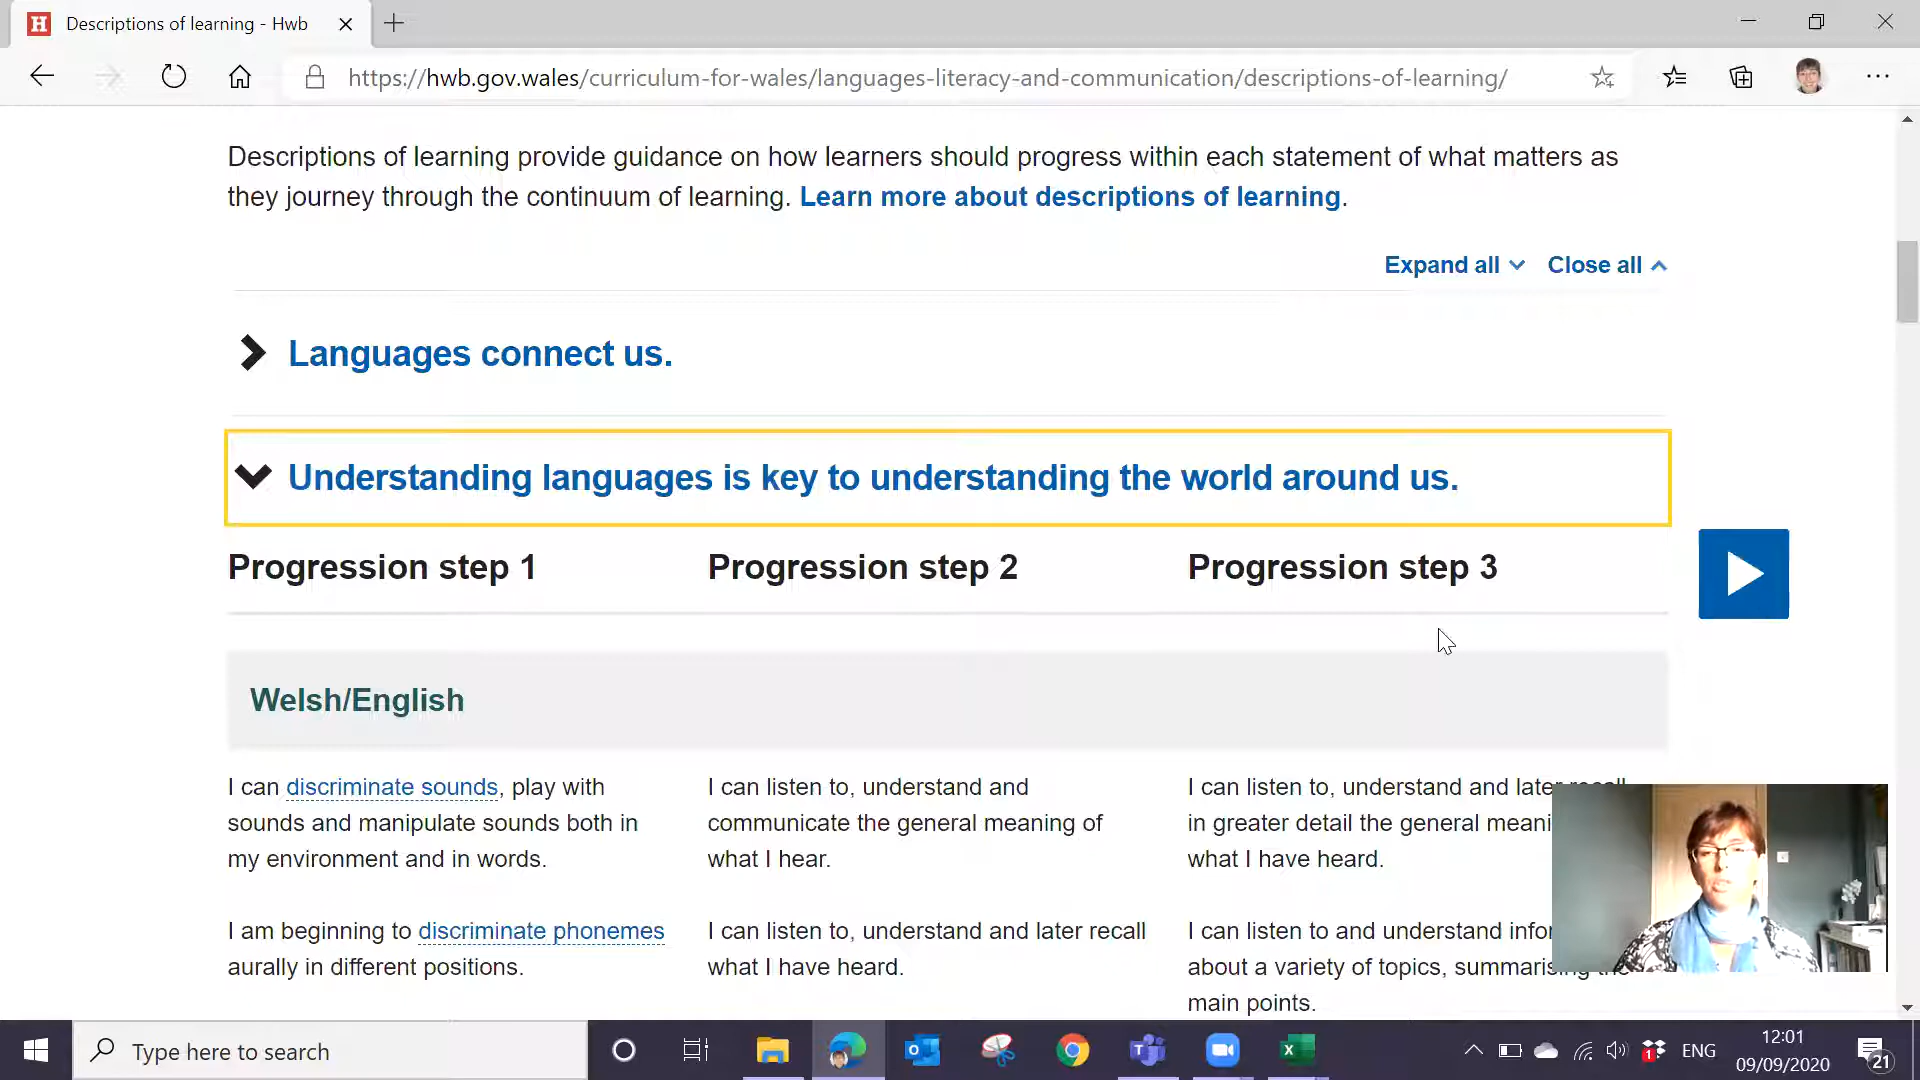 Descriptions of learning - Hwb
https://hwb.gov.wales/curriculum-for-wales/languages-literacy-and-communication/descriptions-of-learning/
Descriptions of learning provide guidance on how learners should progress within each statement of what matters as
they journey through the continuum of learning. Learn more about descriptions of learning.
Expand all Close all
Languages connect us.
Understanding languages is key to understanding the world around us.
Progression step 1 Progression step 2 Progression step 3
Welsh/English
I can discriminate sounds, play with
sounds and manipulate sounds both in
my environment and in words.
I am beginning to discriminate phonemes
aurally in different positions.
I can listen to, understand and
communicate the general meaning of
what I hear.
I can listen to, understand and later recall
what I have heard.
I can listen to, understand and later recall
in greater detail the general
what I have heard.
I can listen to and understand
about a variety of topics, summarising the
main points.
Type here to search
ENG
12:01
09/09/2020
21